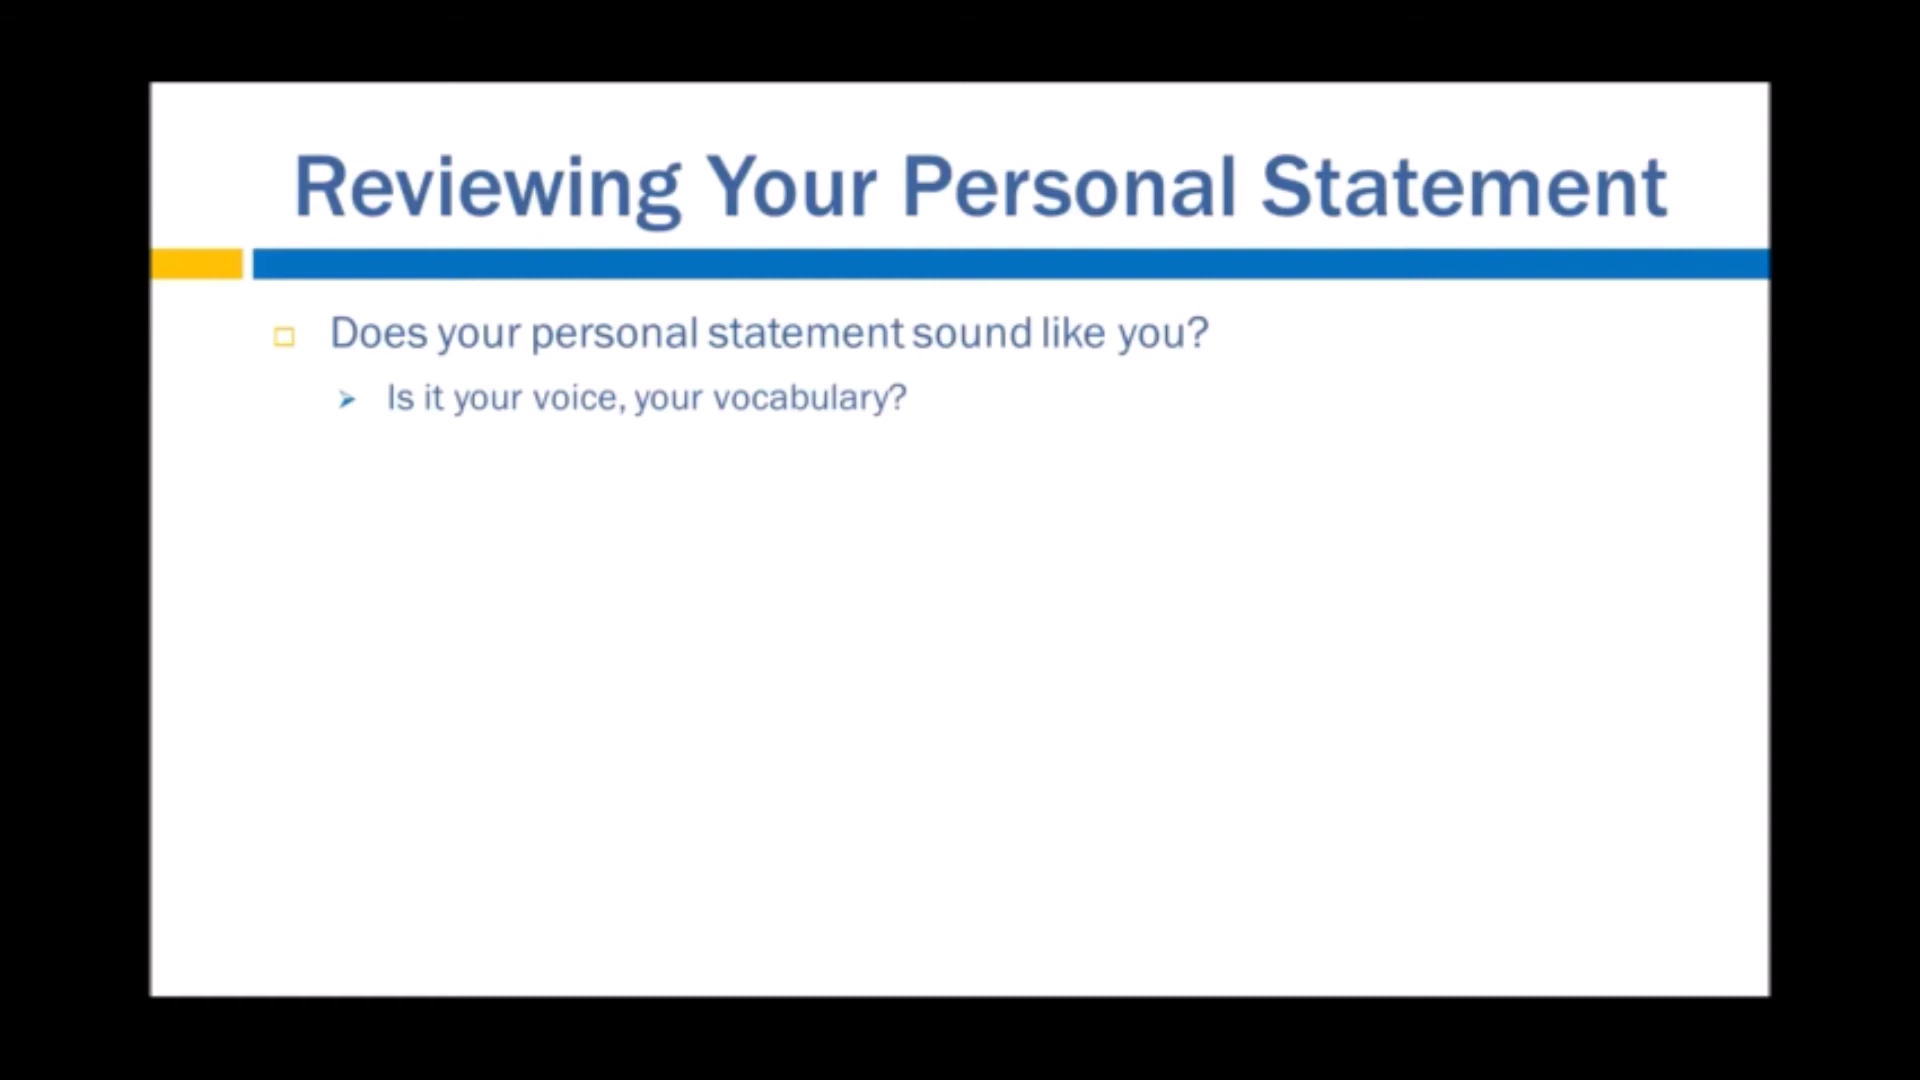 Reviewing Your Personal Statement
Does your personal statement sound like you?
Is it your voice, your vocabulary?